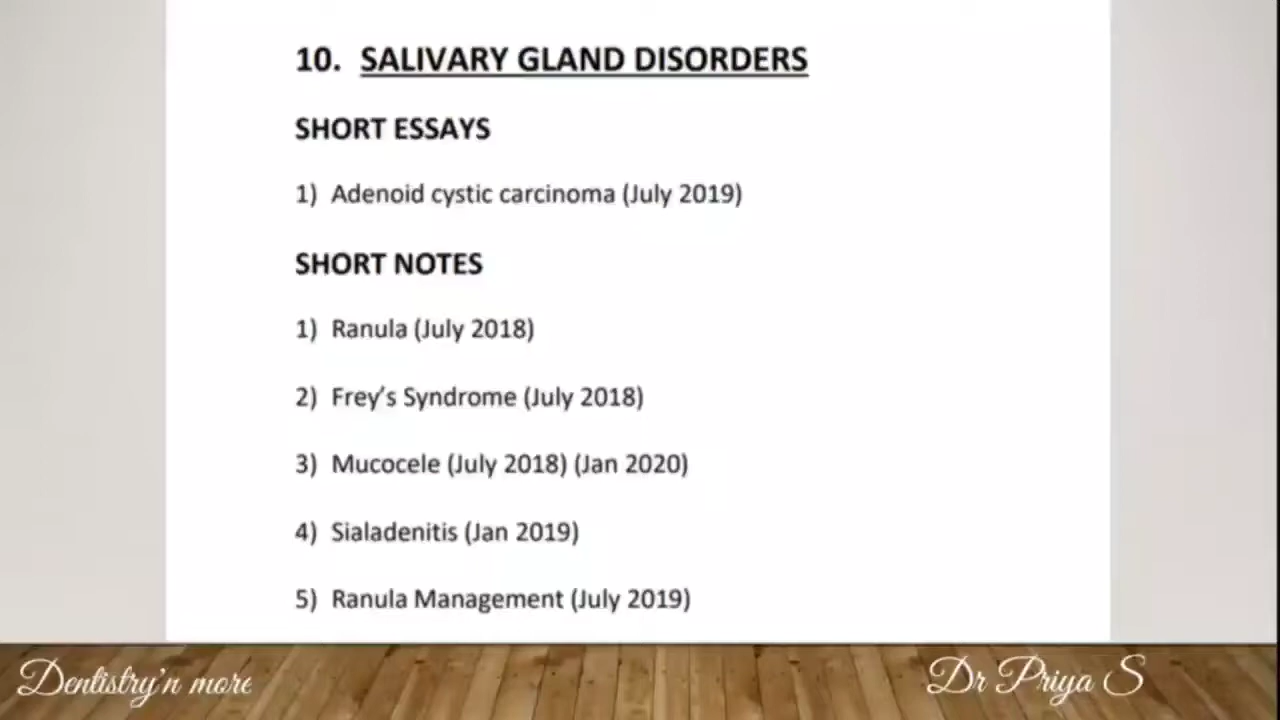 10. SALIVARY GLAND DISORDERS
SHORT ESSAYS
1) Adenoid cystic carcinoma (July 2019)
SHORT NOTES
1) Ranula (July 2018)
2) Frey’s Syndrome (July 2018)
3) Mucocele (July 2018) (Jan 2020)
4) Sialadenitis (Jan 2019)
5) Ranula Management (July 2019)
Dentistry'n more Dr Priya S